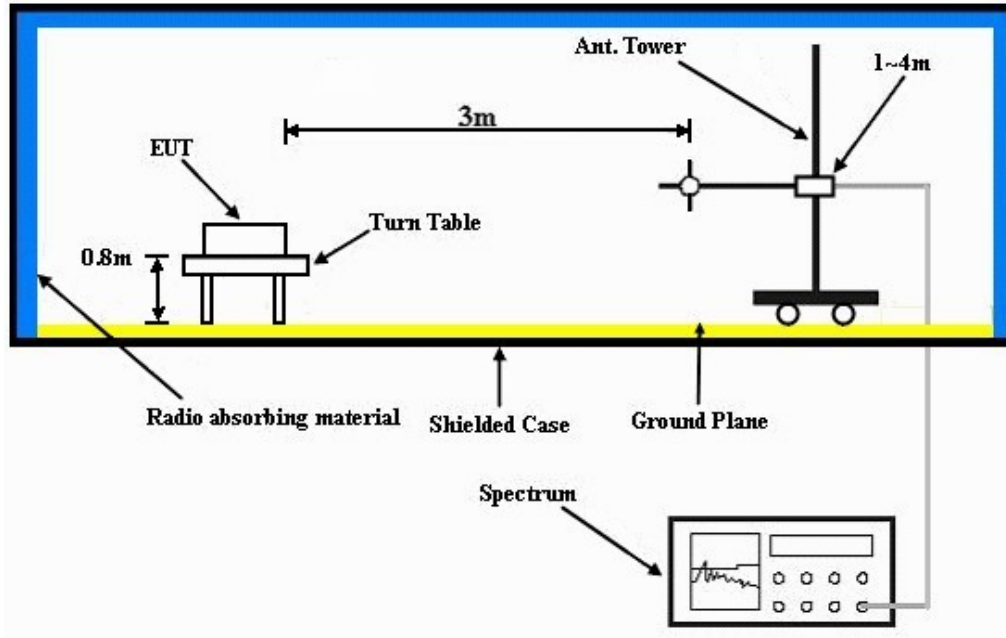 Ant. Tower
1~4m
3m
EUT
Turn Table
0.8m
Radio absorbing material
Shielded Case
Ground Plane
Spectrum